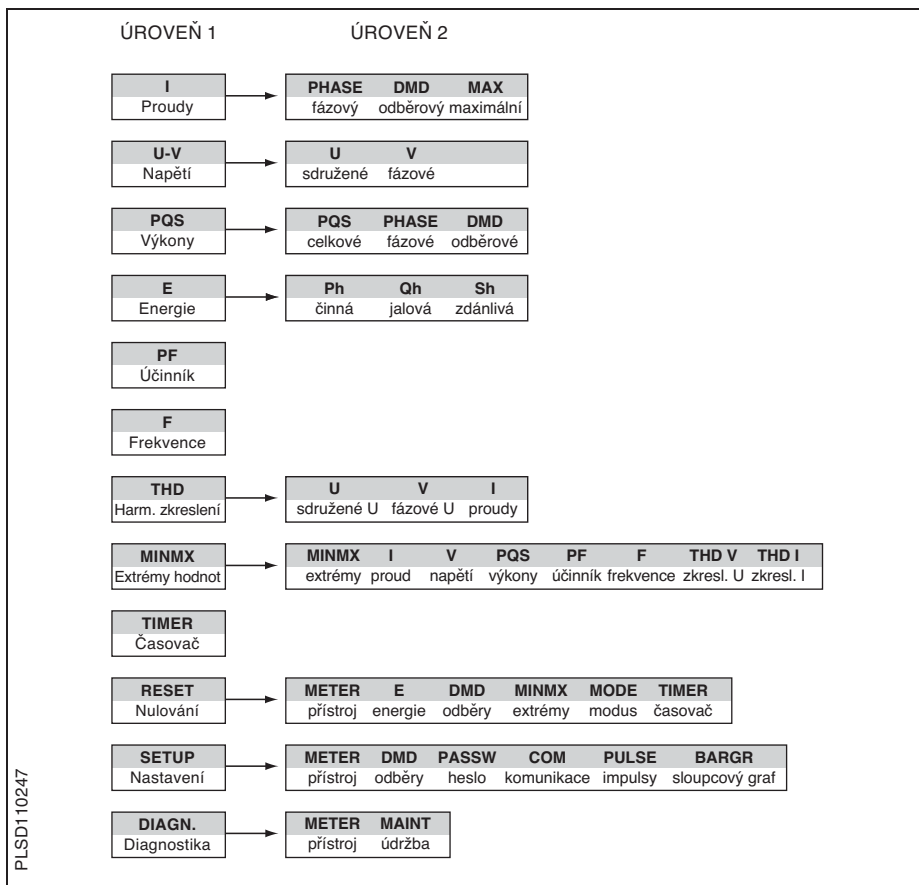 ÚROVEŇ 1 ÚROVEŇ 2
I PHASE DMD MAX
Proudy fázový odběrový maximální
U-V U V
Napětí sdružené fázové
PQS PQS PHASE DMD
Výkony celkové fázové odběrové
E Ph Qh Sh
Energie činná jalová zdánlivá
PF
Účinník
F
Frekvence
THD U V I
Harm. zkreslení sdružené U fázové U proudy
MINMX MINMX I V PQS PF F THD V THD I
Extrémy hodnot extrémy proud napětí výkony účinník frekvence zkresl. U zkresl. I
TIMER
Časovač
RESET METER E DMD MINMX MODE TIMER
Nulování přístroj energie odběry extrémy modus časovač
SETUP METER DMD PASSW COM PULSE BARGR
Nastavení přístroj odběry heslo komunikace impulsy sloupcový graf
DIAGN. METER MAINT
Diagnostika přístroj údržba
PLSD110247